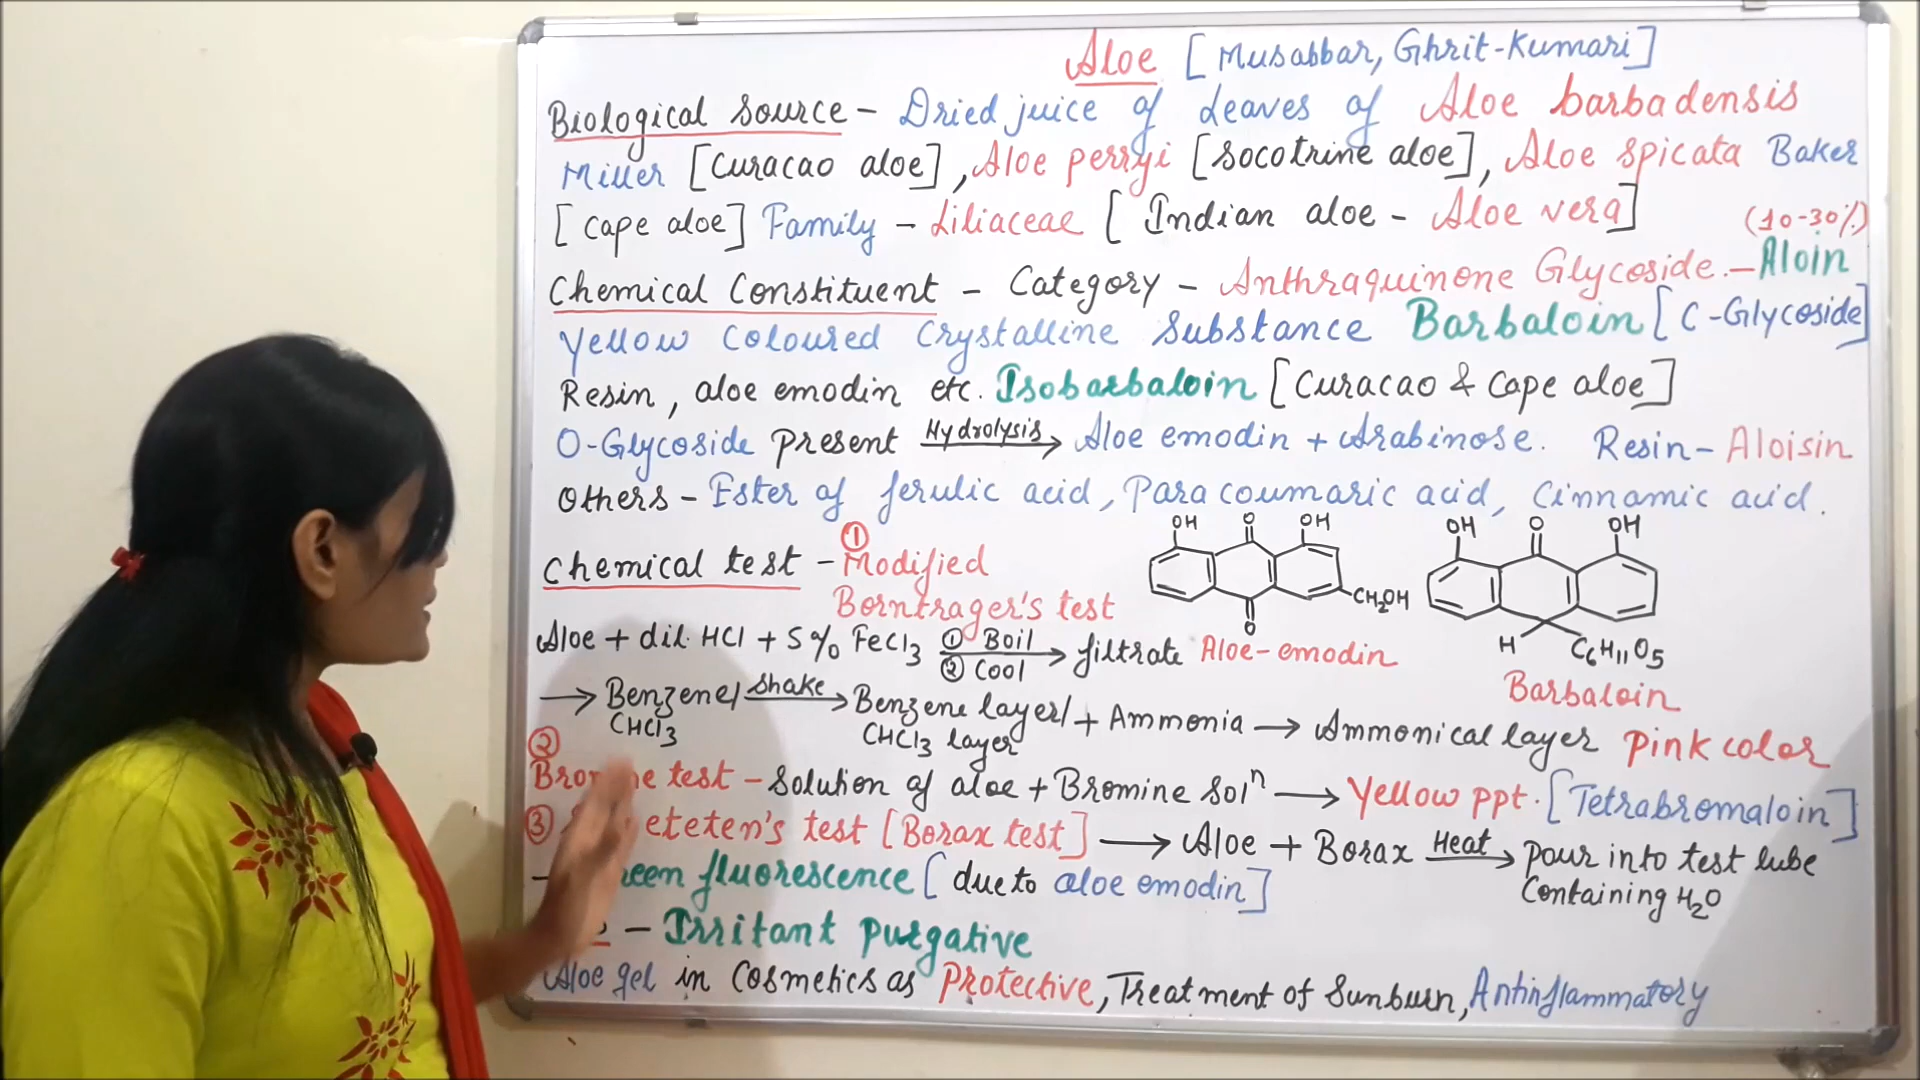 Aloe [Musabbar, Ghrit-Kumari]
Biological source - Dried juice of Leaves of Aloe barbadensis
Miller [Curacao aloe], Aloe perryi [Socotrine aloe], Aloe spicata Baker
[Cape aloe] Family - Liliaceae [Indian aloe - Aloe vera]
(10-30%)
Chemical Constituent - Category - Anthraquinone Glycoside. - Aloin
Yellow Coloured Crystalline Substance Barbaloin [C-Glycoside]
Resin, aloe emodin etc. Isobarbaloin [Curacao & Cape aloe]
O-Glycoside present Hydrolysis → Aloe emodin + Arabinose. Resin - Aloisin
Others - Ester of ferulic acid, Para coumaric acid, Cinnamic acid.
Chemical test - ① Modified
Borntrager's test
OH O OH
O
CH2OH
Aloe-emodin
OH O OH
H C6H11O5
Barbaloin
Aloe + dil. HCl + 5% FeCl3 ① Boil ② Cool → filtrate
→ Benzene/ CHCl3 Shake → Benzene layer/ CHCl3 layer + Ammonia → Ammonical layer pink color
② test - Solution of aloe + Bromine Solⁿ → Yellow ppt. [Tetrabromaloin]
③ test [Borax test] → Aloe + Borax Heat → pour into test tube
Containing H2O
fluorescence [due to aloe emodin]
- Irritant purgative
Aloe gel in Cosmetics as Protective, Treatment of Sunburn, Antiinflammatory